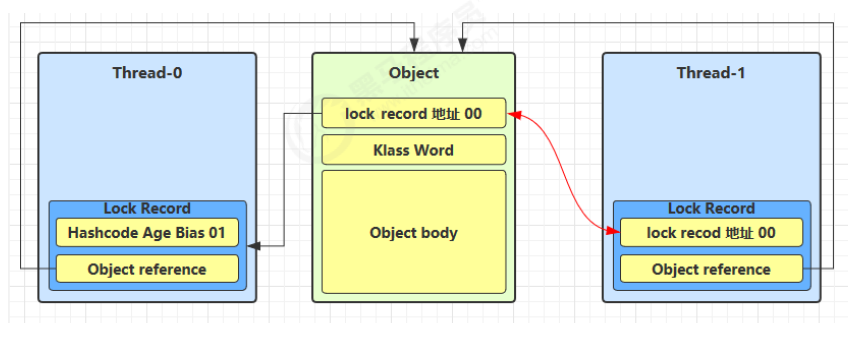 Thread-0
Lock Record
Hashcode Age Bias 01
Object reference
Object
lock record 地址 00
Klass Word
Object body
Thread-1
Lock Record
lock recod 地址 00
Object reference